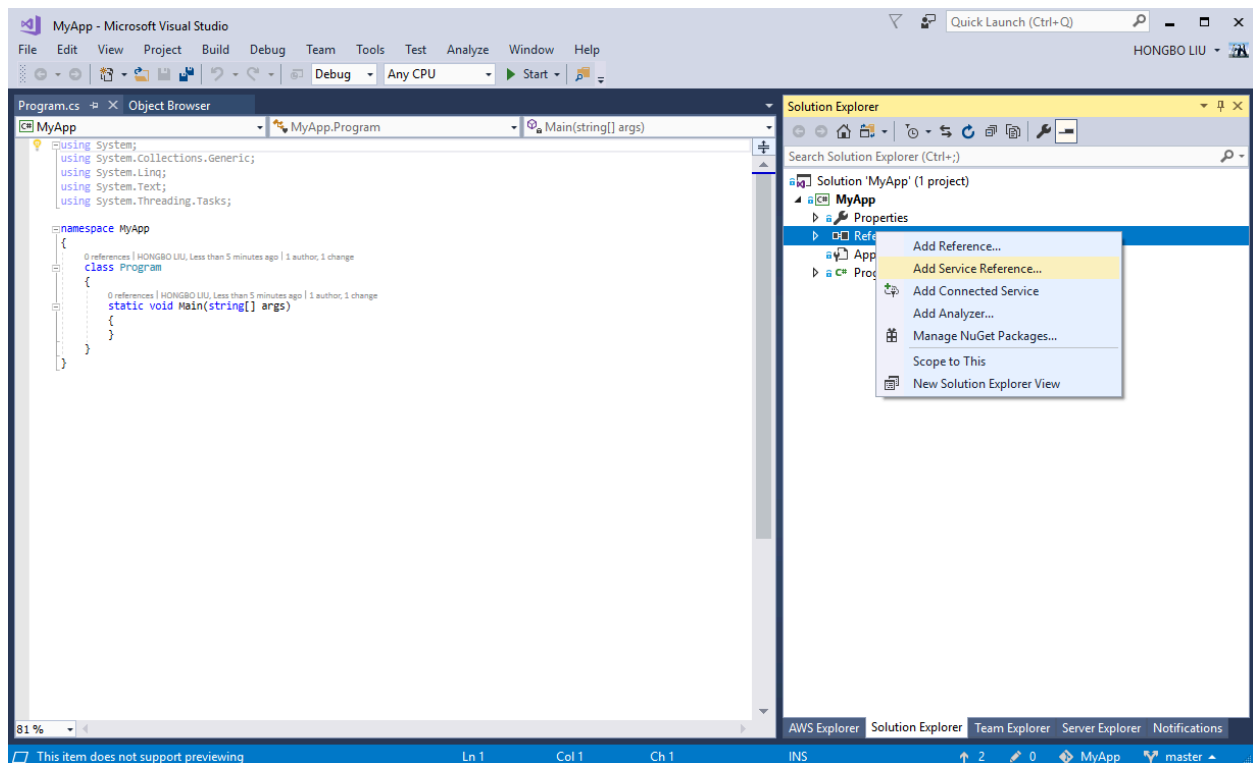 MyApp - Microsoft Visual Studio
Quick Launch (Ctrl+Q)
File Edit View Project Build Debug Team Tools Test Analyze Window Help
HONGBO LIU
Debug Any CPU Start
Program.cs Object Browser
MyApp MyApp.Program Main(string[] args)
using System;
using System.Collections.Generic;
using System.Linq;
using System.Text;
using System.Threading.Tasks;
namespace MyApp
{
0 references | HONGBO LIU, Less than 5 minutes ago | 1 author, 1 change
class Program
{
0 references | HONGBO LIU, Less than 5 minutes ago | 1 author, 1 change
static void Main(string[] args)
{
}
}
}
81 %
Solution Explorer
Search Solution Explorer (Ctrl+;)
Solution 'MyApp' (1 project)
C# MyApp
Properties
Refe
App
C# Prog
Add Reference...
Add Service Reference...
Add Connected Service
Add Analyzer...
Manage NuGet Packages...
Scope to This
New Solution Explorer View
AWS Explorer Solution Explorer Team Explorer Server Explorer Notifications
This item does not support previewing Ln 1 Col 1 Ch 1 INS 2 0 MyApp master